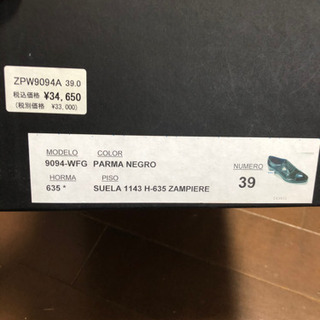 ZPW9094A 39.0
税込価格 ¥34,650
(税別価格 ¥33,000)
MODELO COLOR
9094-WFG PARMA NEGRO
HORMA PISO
635 * SUELA 1143 H-635 ZAMPIERE
NUMERO
39